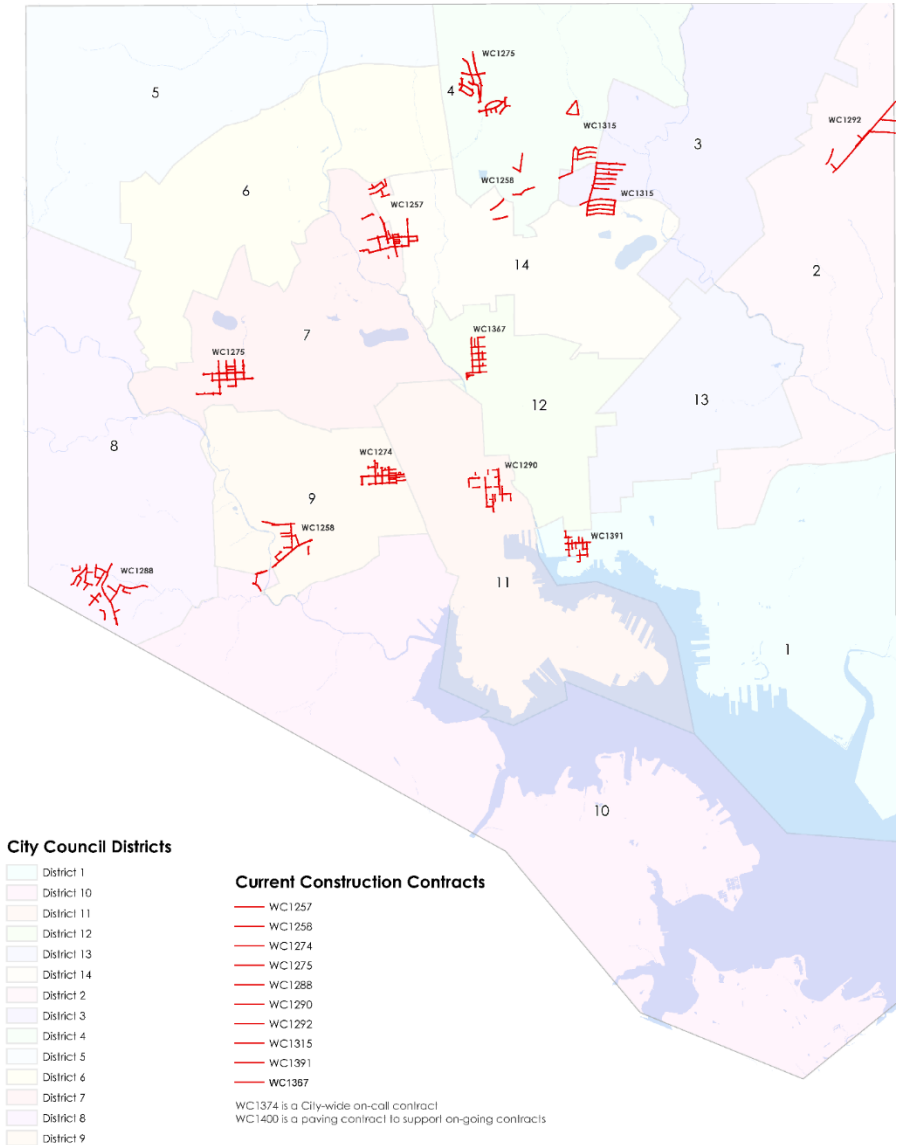 WC1275
5
4
WC1292
WC1315
3
WC1258
6
WC1315
WC1257
14
2
WC1367
7
WC1275
13
12
8
WC1274
WC1290
9
WC1258
WC1391
WC1288
11
1
10
City Council Districts
District 1
District 10
District 11
District 12
District 13
District 14
District 2
District 3
District 4
District 5
District 6
District 7
District 8
District 9
Current Construction Contracts
WC1257
WC1258
WC1274
WC1275
WC1288
WC1290
WC1292
WC1315
WC1391
WC1367
WC1374 is a City-wide on-call contract
WC1400 is a paving contract to support on-going contracts